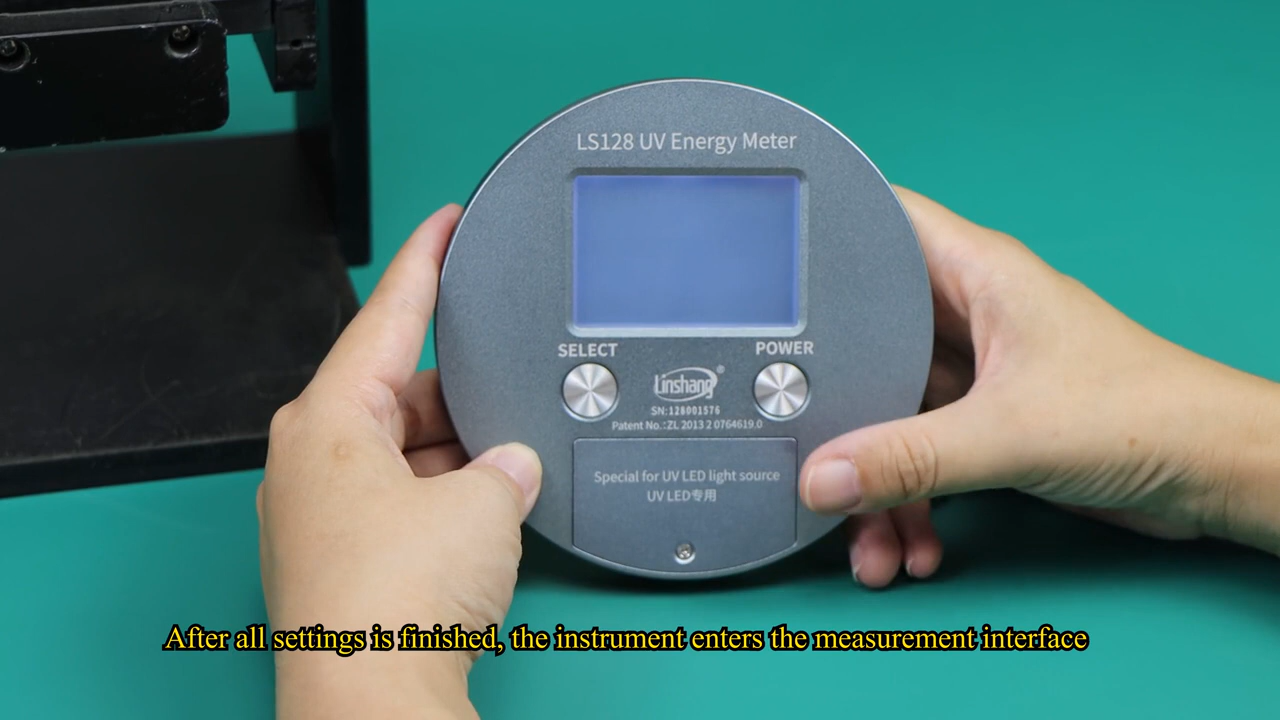 LS128 UV Energy Meter
SELECT
POWER
Linshang®
SN:128001576
Patent No.:ZL 2013 2 0764619.0
Special for UV LED light source
UV LED专用
After all settings is finished, the instrument enters the measurement interface